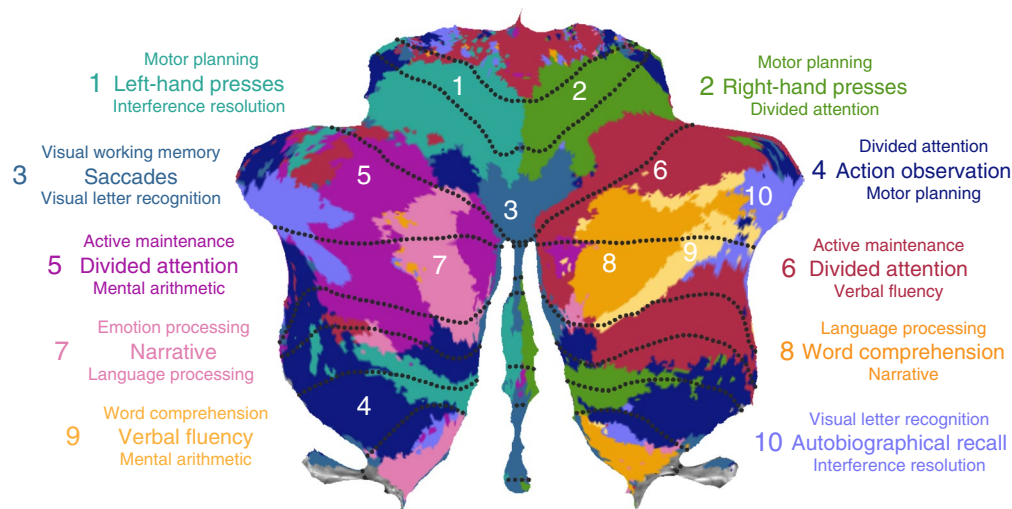 Motor planning
1 Left-hand presses
Interference resolution
Motor planning
2 Right-hand presses
Divided attention
Visual working memory
3 Saccades
Visual letter recognition
Divided attention
4 Action observation
Motor planning
Active maintenance
5 Divided attention
Mental arithmetic
Active maintenance
6 Divided attention
Verbal fluency
Emotion processing
7 Narrative
Language processing
Language processing
8 Word comprehension
Narrative
Word comprehension
9 Verbal fluency
Mental arithmetic
Visual letter recognition
10 Autobiographical recall
Interference resolution
1
2
5
6
10
3
7
8
9
4